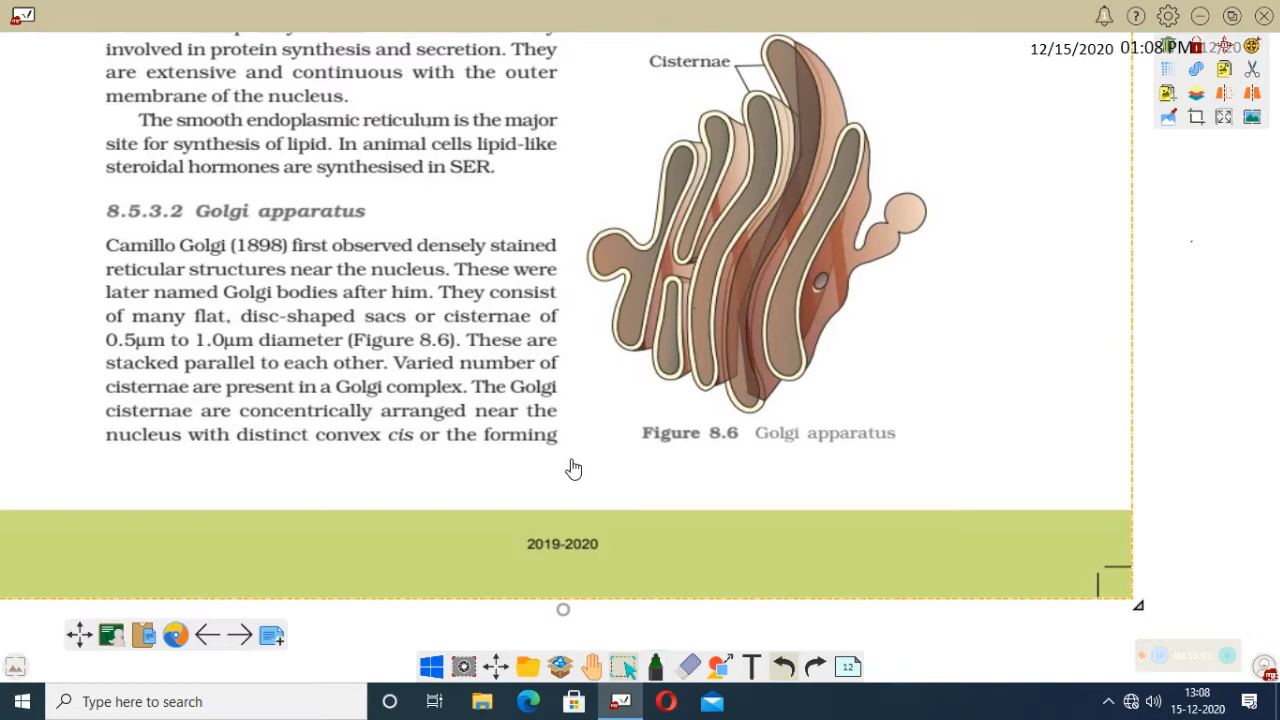 involved in protein synthesis and secretion. They
are extensive and continuous with the outer
membrane of the nucleus.
The smooth endoplasmic reticulum is the major
site for synthesis of lipid. In animal cells lipid-like
steroidal hormones are synthesised in SER.
8.5.3.2 Golgi apparatus
Camillo Golgi (1898) first observed densely stained
reticular structures near the nucleus. These were
later named Golgi bodies after him. They consist
of many flat, disc-shaped sacs or cisternae of
0.5µm to 1.0µm diameter (Figure 8.6). These are
stacked parallel to each other. Varied number of
cisternae are present in a Golgi complex. The Golgi
cisternae are concentrically arranged near the
nucleus with distinct convex cis or the forming
Cisternae
Figure 8.6 Golgi apparatus
12/15/2020 01:08 PM
2019-2020
12
Type here to search
13:08
15-12-2020